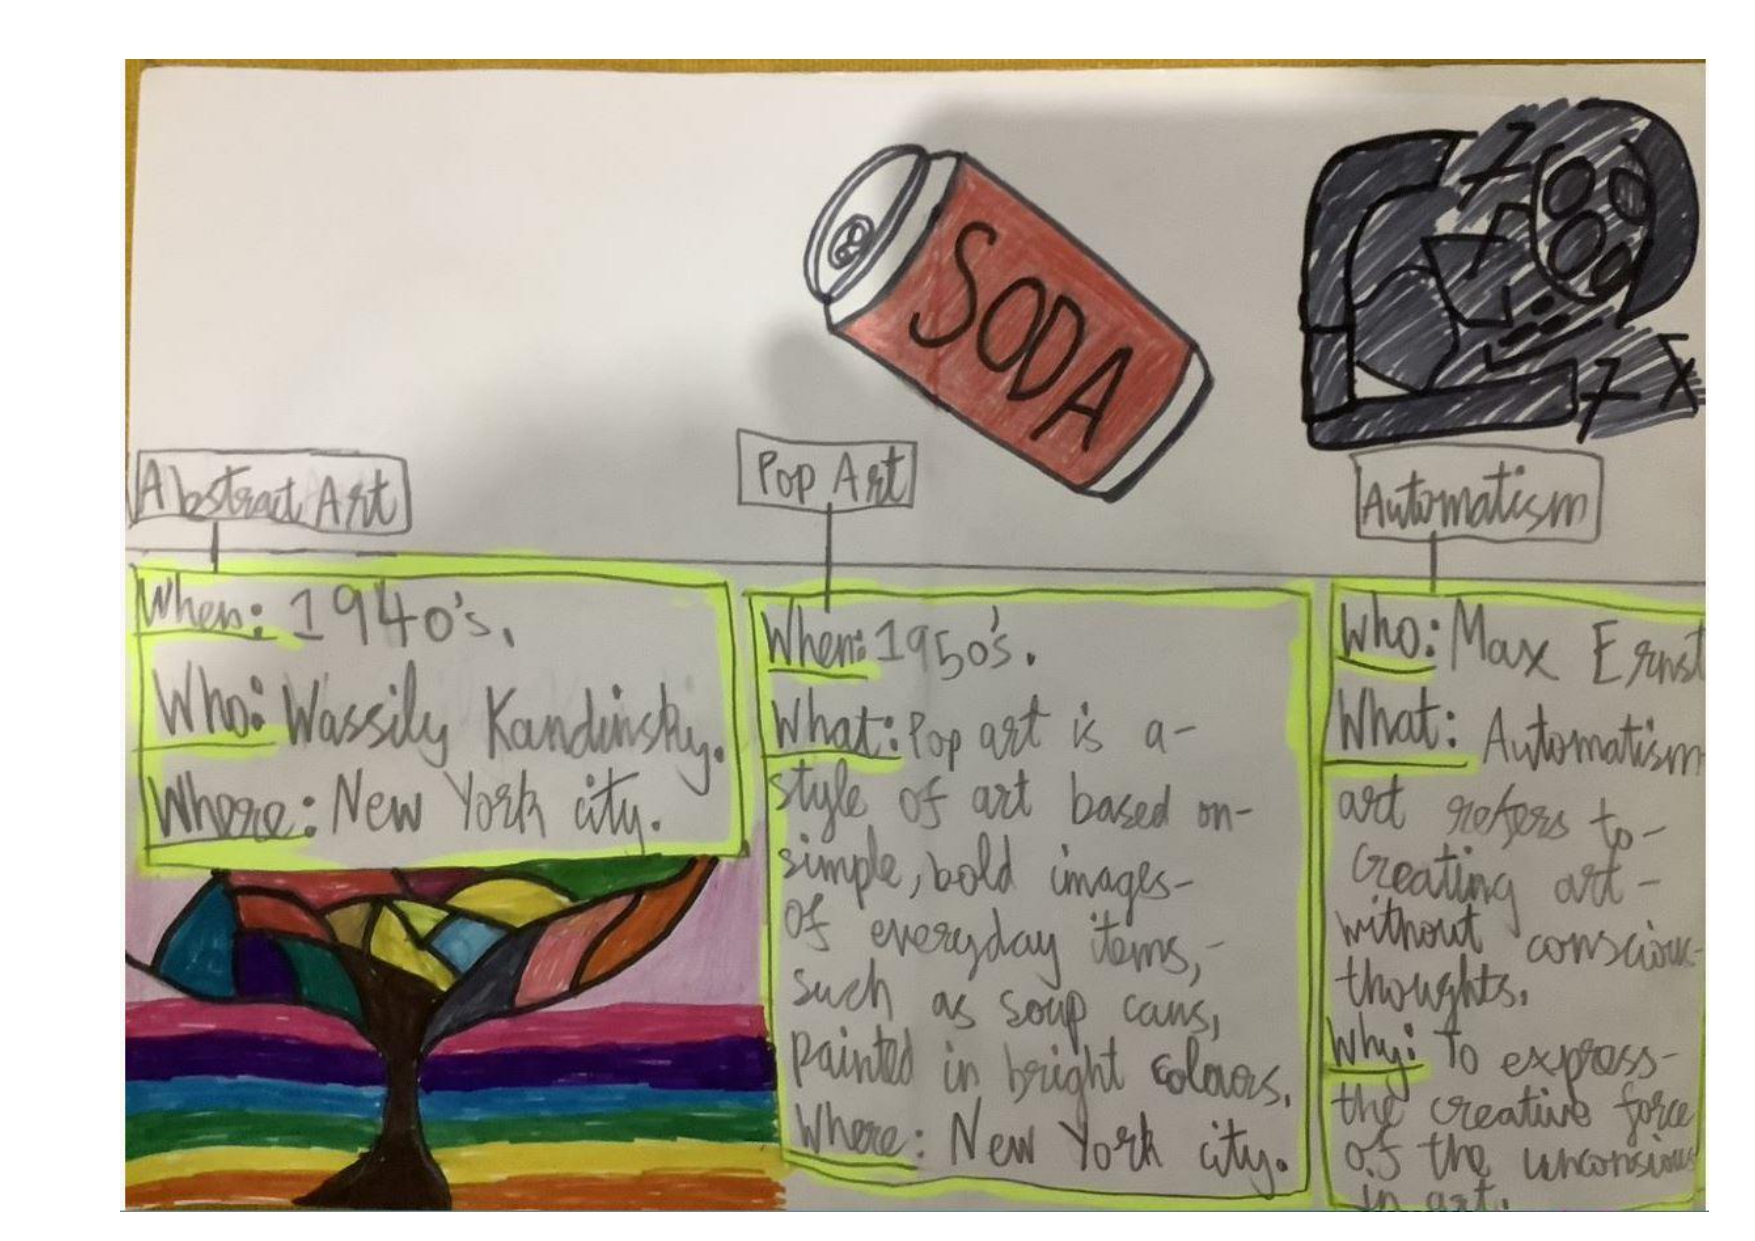 SODA
Abstract Art
When: 1940's.
Who: Wassily Kandinsky.
Where: New York city.
Pop Art
When: 1950's.
What: Pop art is a-
style of art based on-
simple, bold images-
of everyday items,-
such as soup cans,
painted in bright colours.
Where: New York city.
Automatism
Who: Max Ernst
What: Automatism
art refers to-
creating art-
without conscious-
thoughts.
Why: To express-
the creative force
of the unconscious
in art.